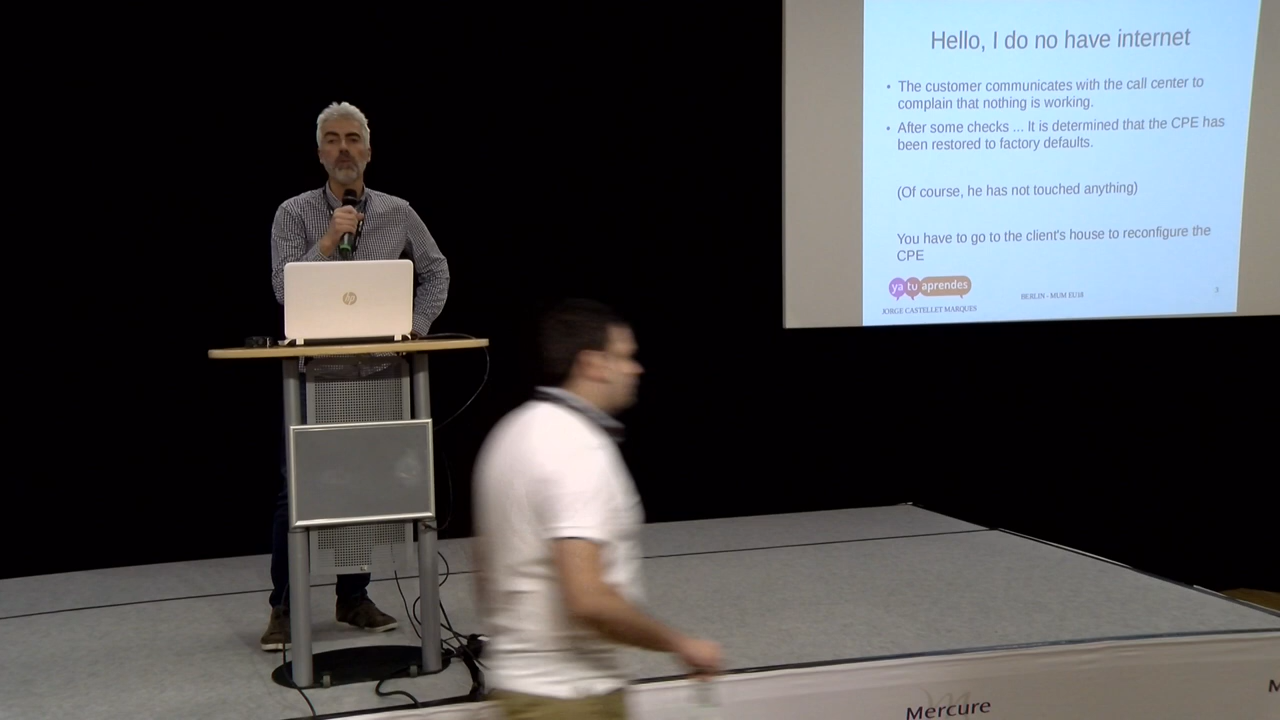 Hello, I do no have internet
• The customer communicates with the call center to
complain that nothing is working.
• After some checks ... It is determined that the CPE has
been restored to factory defaults.
(Of course, he has not touched anything)
You have to go to the client's house to reconfigure the
CPE
ya tu aprendes
JORGE CASTELLET MARQUES
BERLIN - MUM EU18
3
hp
Mercure
M